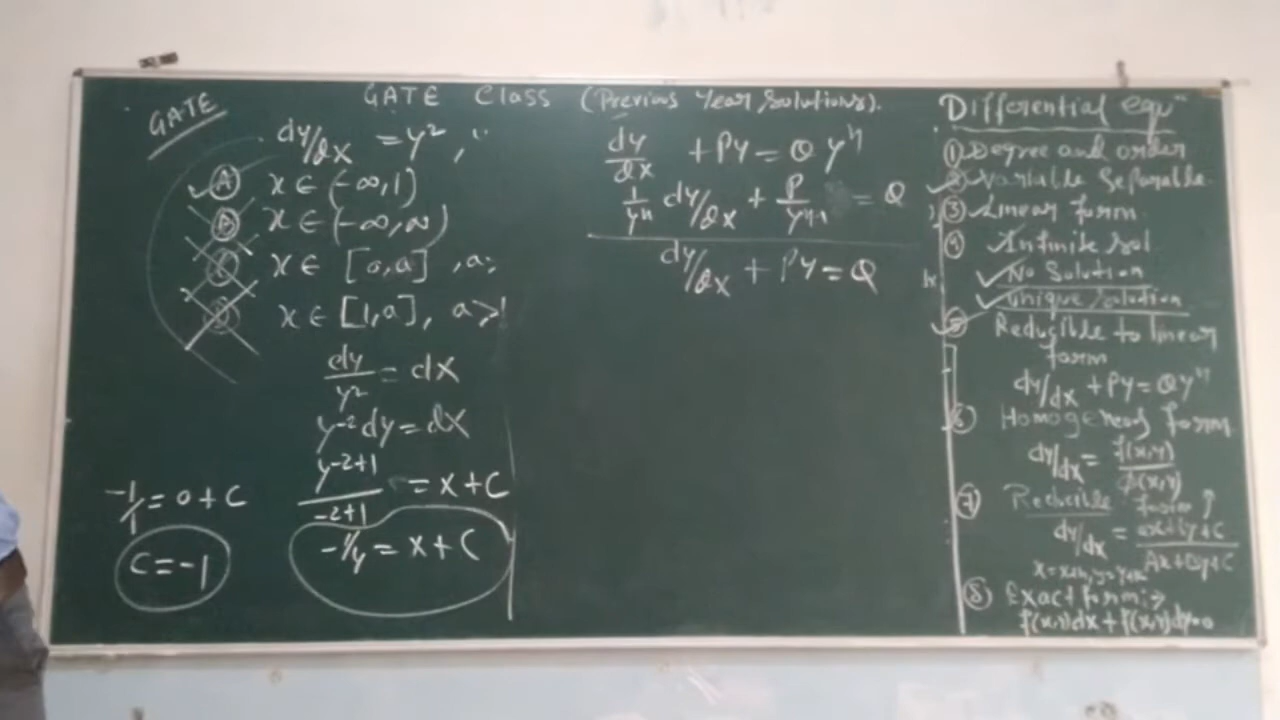 GATE
GATE Class (Previous Year Solutions).
dy/dx = y²,
Ⓐ x ∈ (-∞,1)
Ⓑ x ∈ (-∞,∞)
x ∈ [0,a] ,a>
x ∈ [1,a], a>1
dy/y² = dx
y⁻² dy = dx
y⁻²⁺¹/-2+1 = x+c
-1/1 = 0+c
-1/y = x+c
c = -1
dy/dx + Py = Q yⁿ
1/yⁿ dy/dx + P/yⁿ⁻¹ = Q
dy/dx + Py = Q
Differential equⁿ
① Degree and order
② Variable Separable
③ Linear form
④ Infinite sol
No Solution
Unique Solution
⑤ Reducible to linear
form
dy/dx + Py = Qyⁿ
⑥ Homogeneous form
dy/dx = f(x,y)/ϕ(x,y)
⑦ Reducible form ↑
dy/dx = ax+by+c/Ax+By+C
⑧ Exact form:→
f(x,y)dx + f(x,y)dy=0